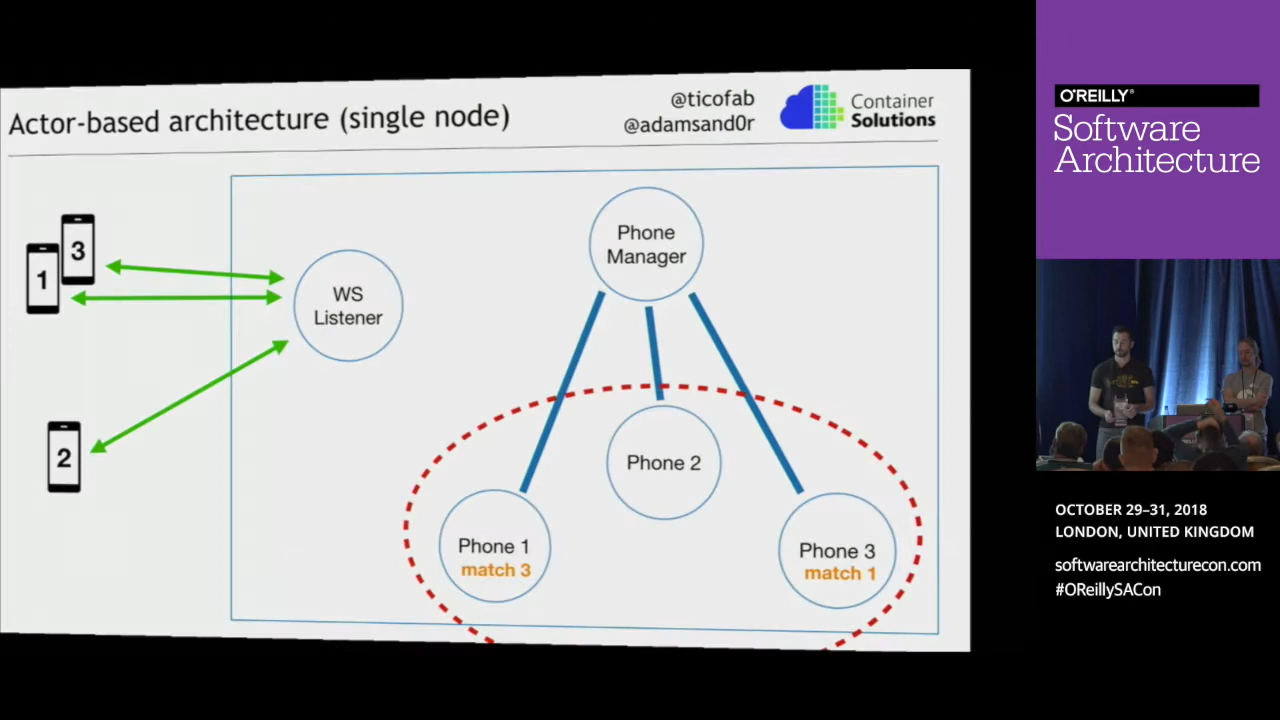 Actor-based architecture (single node)
@ticofab
@adamsand0r
Container
Solutions
3
1
2
WS
Listener
Phone
Manager
Phone 2
Phone 1
match 3
Phone 3
match 1
O'REILLY®
Software
Architecture
OCTOBER 29–31, 2018
LONDON, UNITED KINGDOM
softwarearchitecturecon.com
#OReillySACon